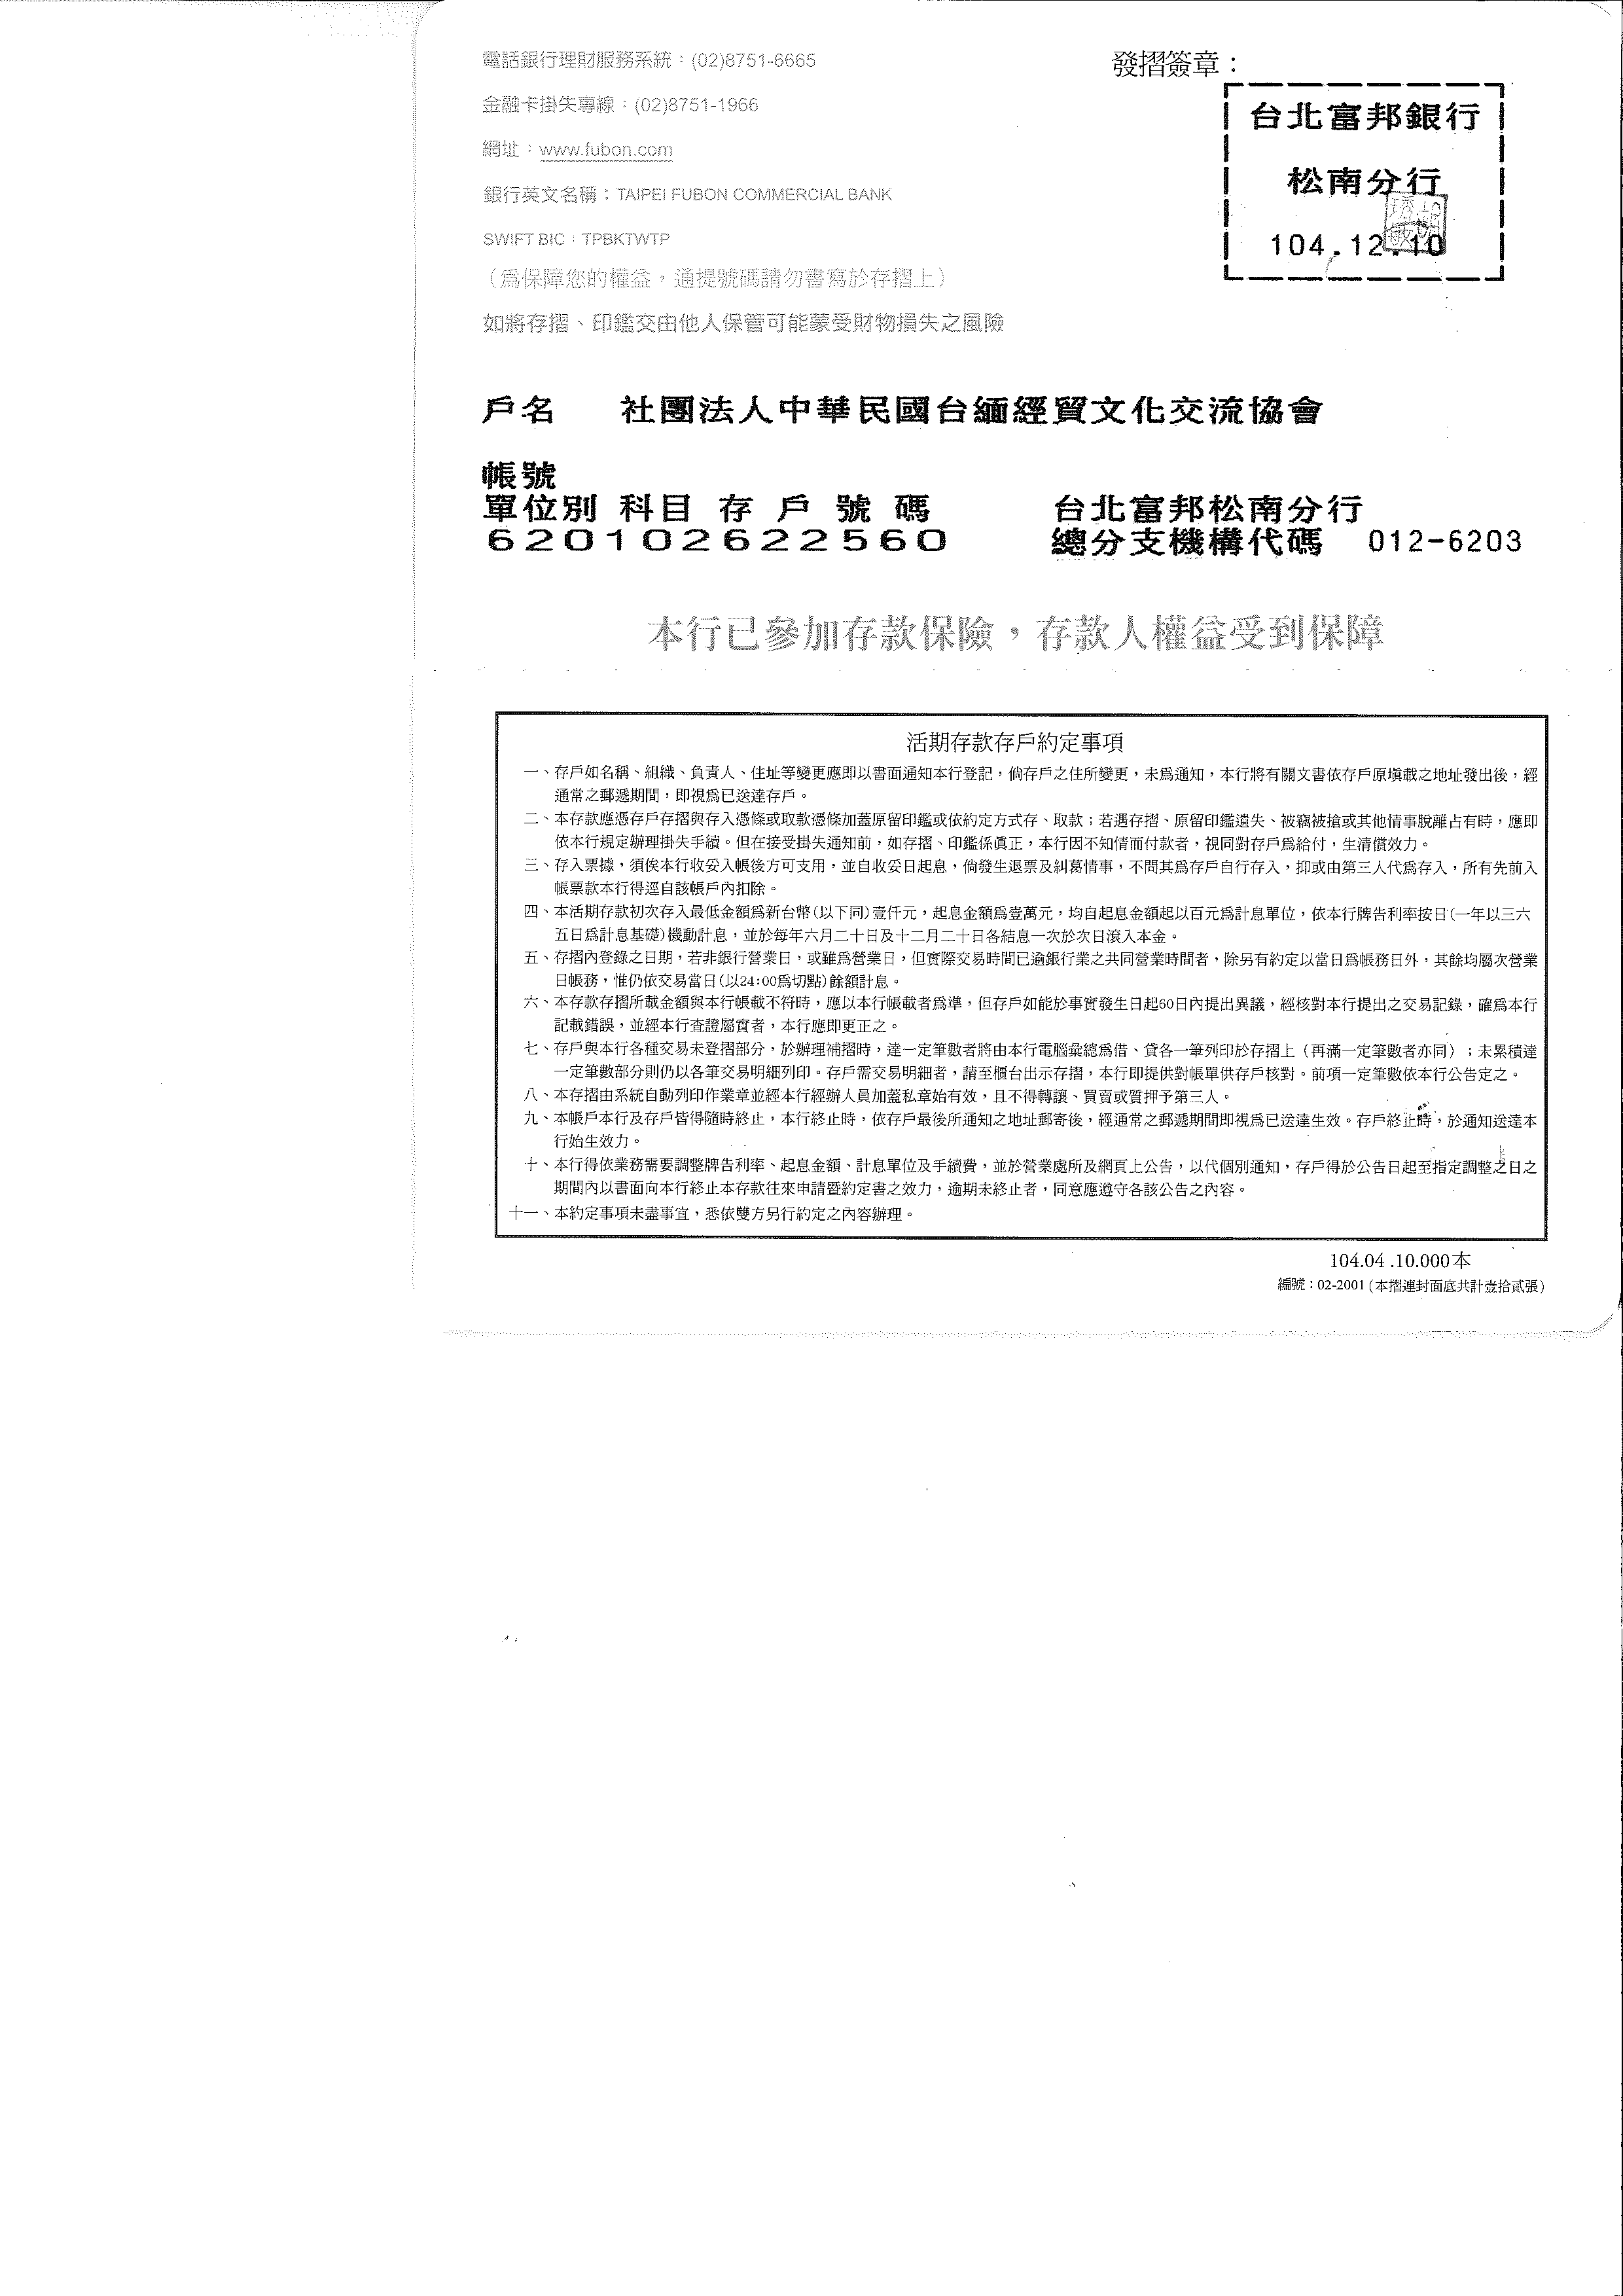 電話銀行理財服務系統：(02)8751-6665
金融卡掛失專線：(02)8751-1966
網址：www.fubon.com
銀行英文名稱：TAIPEI FUBON COMMERCIAL BANK
SWIFT BIC：TPBKTWTP
（為保障您的權益，通提號碼請勿書寫於存摺上）
如將存摺、印鑑交由他人保管可能蒙受財物損失之風險
發摺簽章：
台北富邦銀行
松南分行
104.12.10
戶名　社團法人中華民國台緬經貿文化交流協會
帳號
單位別 科目 存戶號碼　台北富邦松南分行
620102622560　總分支機構代碼　012-6203
本行已參加存款保險，存款人權益受到保障
活期存款存戶約定事項
一、存戶如名稱、組織、負責人、住址等變更應即以書面通知本行登記，倘存戶之住所變更，未為通知，本行將有關文書依存戶原填載之地址發出後，經
通常之郵遞期間，即視為已送達存戶。
二、本存款應憑存戶存摺與存入憑條或取款憑條加蓋原留印鑑或依約定方式存、取款；若遇存摺、原留印鑑遺失、被竊被搶或其他情事脫離占有時，應即
依本行規定辦理掛失手續。但在接受掛失通知前，如存摺、印鑑係真正，本行因不知情而付款者，視同對存戶為給付，生清償效力。
三、存入票據，須俟本行收妥入帳後方可支用，並自收妥日起息，倘發生退票及糾葛情事，不問其為存戶自行存入，抑或由第三人代為存入，所有先前入
帳票款本行得逕自該帳戶內扣除。
四、本活期存款初次存入最低金額為新台幣(以下同)壹仟元，起息金額為壹萬元，均自起息金額起以百元為計息單位，依本行牌告利率按日(一年以三六
五日為計息基礎)機動計息，並於每年六月二十日及十二月二十日各結息一次於次日滾入本金。
五、存摺內登錄之日期，若非銀行營業日，或雖為營業日，但實際交易時間已逾銀行業之共同營業時間者，除另有約定以當日為帳務日外，其餘均屬次營業
日帳務，惟仍依交易當日(以24:00為切點)餘額計息。
六、本存款存摺所載金額與本行帳載不符時，應以本行帳載者為準，但存戶如能於事實發生日起60日內提出異議，經核對本行提出之交易記錄，確為本行
記載錯誤，並經本行查證屬實者，本行應即更正之。
七、存戶與本行各種交易未登摺部分，於辦理補摺時，達一定筆數者將由本行電腦彙總為借、貸各一筆列印於存摺上（再滿一定筆數者亦同）；未累積達
一定筆數部分則仍以各筆交易明細列印。存戶需交易明細者，請至櫃台出示存摺，本行即提供對帳單供存戶核對。前項一定筆數依本行公告定之。
八、本存摺由系統自動列印作業章並經本行經辦人員加蓋私章始有效，且不得轉讓、買賣或質押予第三人。
九、本帳戶本行及存戶皆得隨時終止，本行終止時，依存戶最後所通知之地址郵寄後，經通常之郵遞期間即視為已送達生效。存戶終止時，於通知送達本
行始生效力。
十、本行得依業務需要調整牌告利率、起息金額、計息單位及手續費，並於營業處所及網頁上公告，以代個別通知，存戶得於公告日起至指定調整之日之
期間內以書面向本行終止本存款往來申請暨約定書之效力，逾期未終止者，同意應遵守各該公告之內容。
十一、本約定事項未盡事宜，悉依雙方另行約定之內容辦理。
104.04 .10.000本
編號：02-2001 (本摺連封面底共計壹拾貳張)